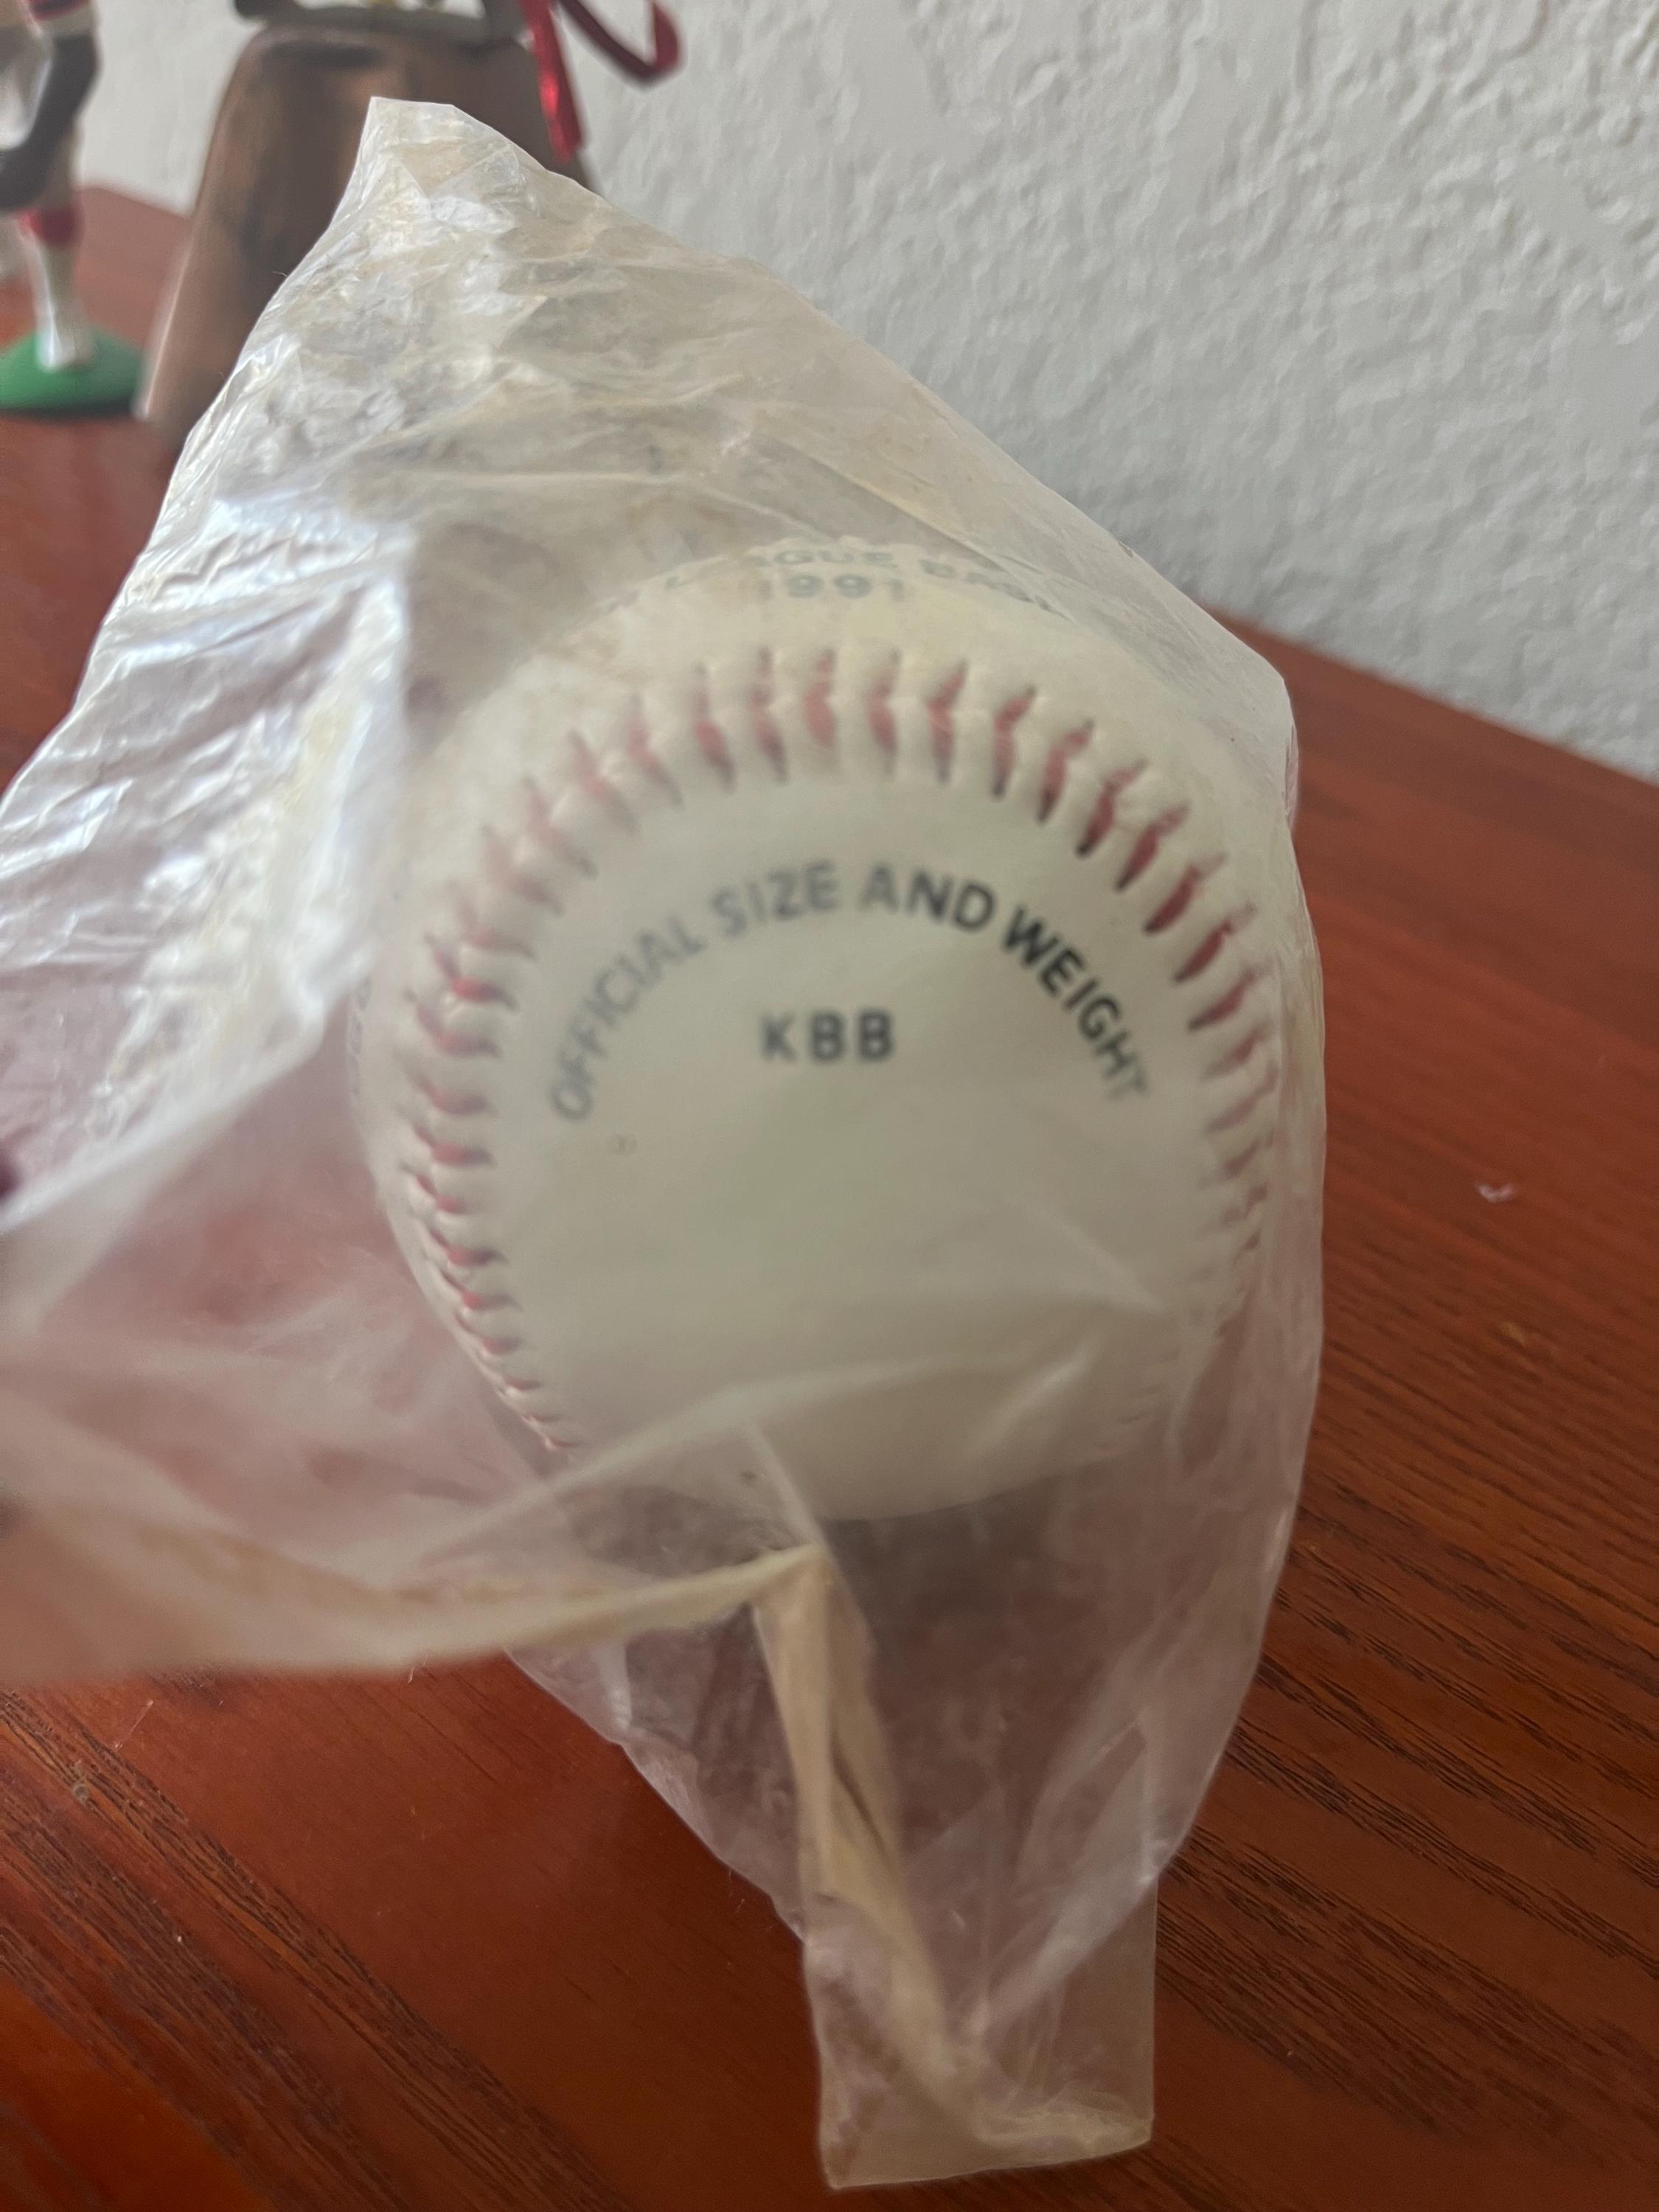 1991
OFFICIAL SIZE AND WEIGHT
KBB